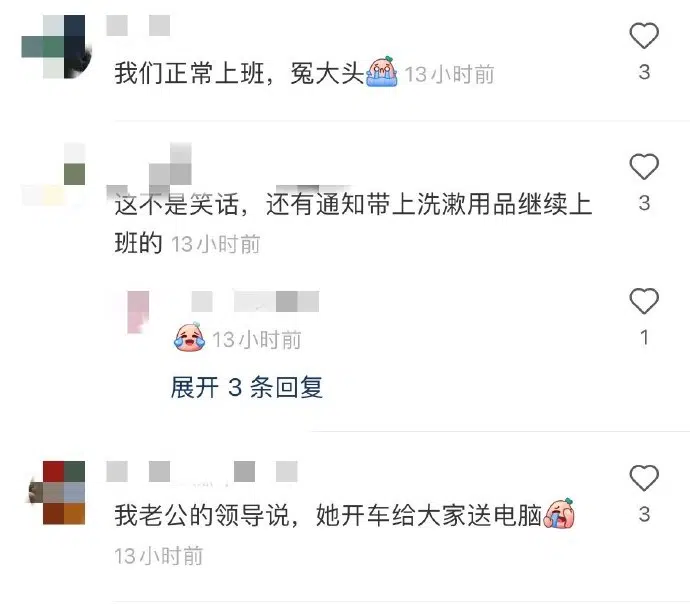 我们正常上班，冤大头 13小时前
3
这不是笑话，还有通知带上洗漱用品继续上
3
班的 13小时前
13小时前
1
展开 3 条回复
我老公的领导说，她开车给大家送电脑
3
13小时前